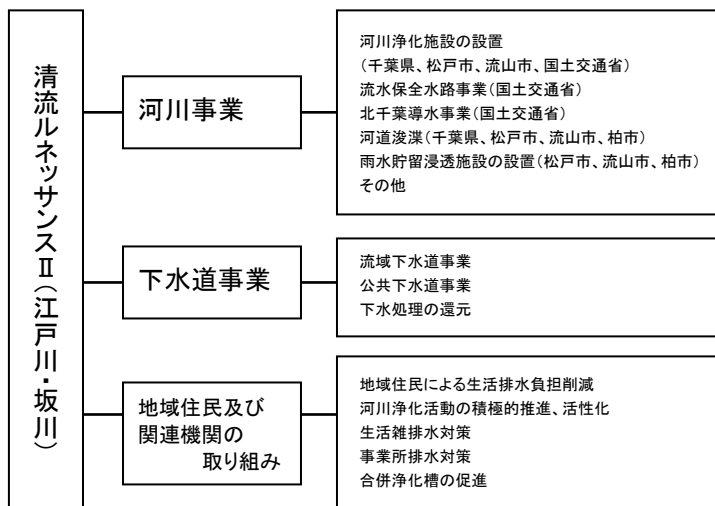 清流ルネッサンスⅡ(江戸川・坂川)
河川事業
河川浄化施設の設置
(千葉県、松戸市、流山市、国土交通省)
流水保全水路事業(国土交通省)
北千葉導水事業(国土交通省)
河道浚渫(千葉県、松戸市、流山市、柏市)
雨水貯留浸透施設の設置(松戸市、流山市、柏市)
その他
下水道事業
流域下水道事業
公共下水道事業
下水処理の還元
地域住民及び
関連機関の
取り組み
地域住民による生活排水負担削減
河川浄化活動の積極的推進、活性化
生活雑排水対策
事業所排水対策
合併浄化槽の促進